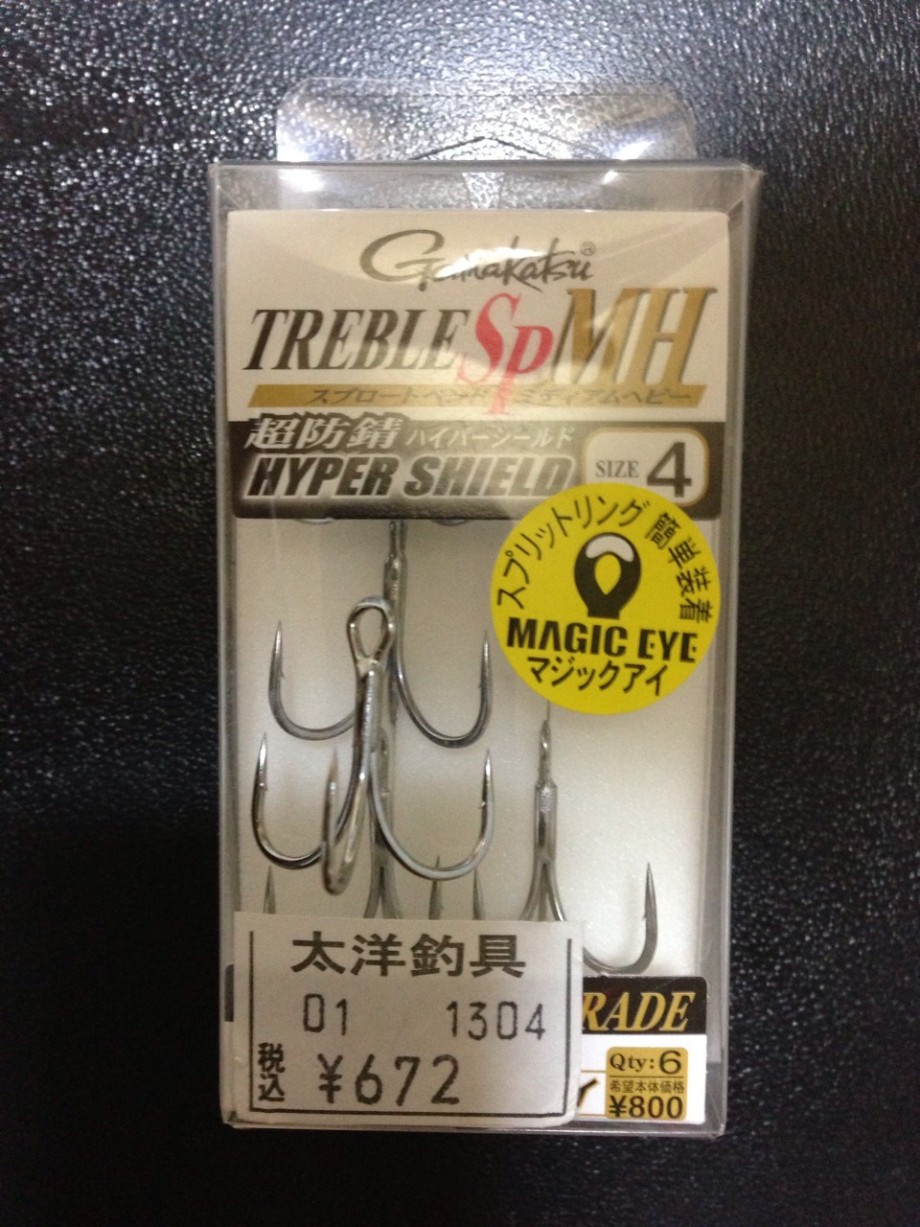 Gamakatsu®
TREBLE Sp MH
スプロートベンド ミディアムヘビー
超防錆 ハイパーシールド
HYPER SHIELD
SIZE 4
スプリットリング 簡単装着
MAGIC EYE
マジックアイ
太洋釣具
01 1304
税込 ¥672
RADE
Qty:6
希望本体価格
¥800